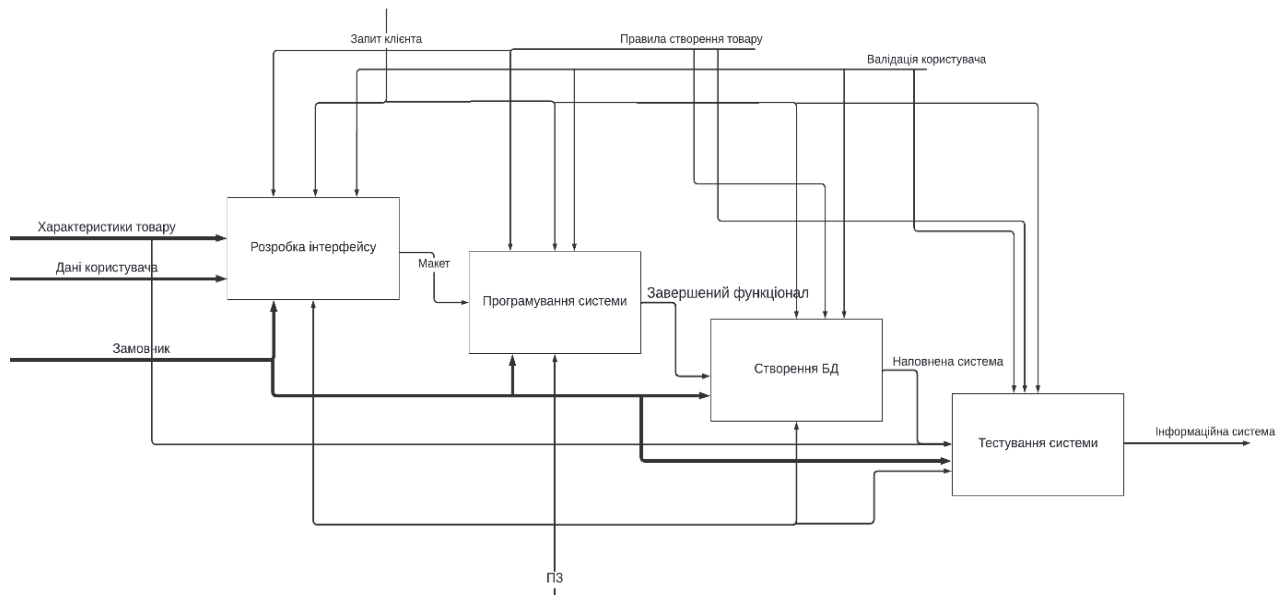 Запит клієнта
Правила створення товару
Валідація користувача
Характеристики товару
Розробка інтерфейсу
Дані користувача
Макет
Програмування системи
Завершений функціонал
Замовник
Створення БД
Наповнена система
Тестування системи
Інформаційна система
ПЗ